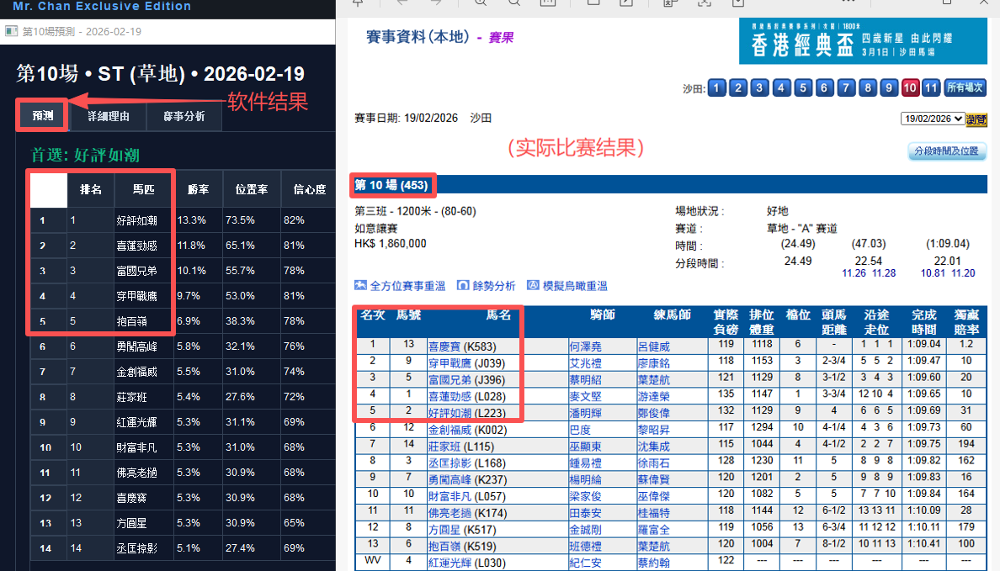 Mr. Chan Exclusive Edition
第10場預測 - 2026-02-19
第10場 • ST (草地) • 2026-02-19
預測
詳細理由
賽事分析
软件结果
首選: 好評如潮
排名 馬匹 勝率 位置率 信心度
1 1 好評如潮 13.3% 73.5% 82%
2 2 喜蓮勁感 11.8% 65.1% 81%
3 3 富國兄弟 10.1% 55.7% 78%
4 4 穿甲戰鷹 9.7% 53.0% 81%
5 5 抱百嶺 6.9% 38.3% 78%
6 6 勇闖高峰 5.8% 32.1% 76%
7 7 金創福威 5.5% 31.0% 74%
8 8 莊家班 5.4% 27.6% 72%
9 9 紅運光輝 5.3% 31.1% 69%
10 10 財富非凡 5.3% 31.0% 68%
11 11 佛亮老撾 5.3% 30.9% 68%
12 12 喜慶寶 5.3% 30.9% 68%
13 13 方圓星 5.3% 30.9% 65%
14 14 丞匡掠影 5.1% 27.4% 69%
賽事資料(本地) - 賽果
四歲馬經典賽事系列 | 次關 | 1800米
香港經典盃
四歲新星 由此閃耀
3月1日 | 沙田馬場
沙田: 1 2 3 4 5 6 7 8 9 10 11 所有場次
賽事日期: 19/02/2026 沙田
19/02/2026 瀏覽
(实际比赛结果)
分段時間及位置
第 10 場 (453)
第三班 - 1200米 - (80-60) 場地狀況 : 好地
如意讓賽 賽道 : 草地 - "A" 賽道
HK$ 1,860,000 時間 : (24.49) (47.03) (1:09.04)
分段時間 : 24.49 22.54 22.01
11.26 11.28 10.81 11.20
全方位賽事重溫 餘勢分析 模擬鳥瞰重溫
名次 馬號 馬名 騎師 練馬師 實際負磅 排位體重 檔位 頭馬距離 沿途走位 完成時間 獨贏賠率
1 13 喜慶寶 (K583) 何澤堯 呂健威 119 1118 6 - 1 1 1 1:09.04 1.2
2 9 穿甲戰鷹 (J039) 艾兆禮 廖康銘 118 1153 3 2-3/4 5 5 2 1:09.47 10
3 5 富國兄弟 (J396) 蔡明紹 葉楚航 121 1129 8 3-1/2 3 4 3 1:09.60 20
4 1 喜蓮勁感 (L028) 麥文堅 游達榮 135 1147 1 3-3/4 12 10 4 1:09.65 10
5 2 好評如潮 (L223) 潘明輝 鄭俊偉 132 1129 9 4 6 6 5 1:09.69 31
6 12 金創福威 (K002) 巴度 黎昭昇 117 1294 10 4-1/4 4 3 6 1:09.73 60
7 14 莊家班 (L115) 巫顯東 沈集成 115 1044 4 4-1/2 2 2 7 1:09.75 194
8 3 丞匡掠影 (L168) 鍾易禮 徐雨石 128 1230 11 5 8 9 8 1:09.82 162
9 7 勇闖高峰 (K237) 楊明綸 蘇偉賢 120 1201 2 5 9 8 9 1:09.83 16
10 10 財富非凡 (L057) 梁家俊 巫偉傑 120 1082 5 5 7 7 10 1:09.84 164
11 11 佛亮老撾 (K174) 田泰安 桂福特 118 1144 12 6-1/2 13 13 11 1:10.09 28
12 8 方圓星 (K517) 金誠剛 羅富全 119 1056 13 6-3/4 11 12 12 1:10.11 179
13 6 抱百嶺 (K519) 班德禮 葉楚航 120 1004 7 8-1/2 10 11 13 1:10.41 100
WV 4 紅運光輝 (L030) 紀仁安 蔡約翰 122 --- --- --- --- --- ---